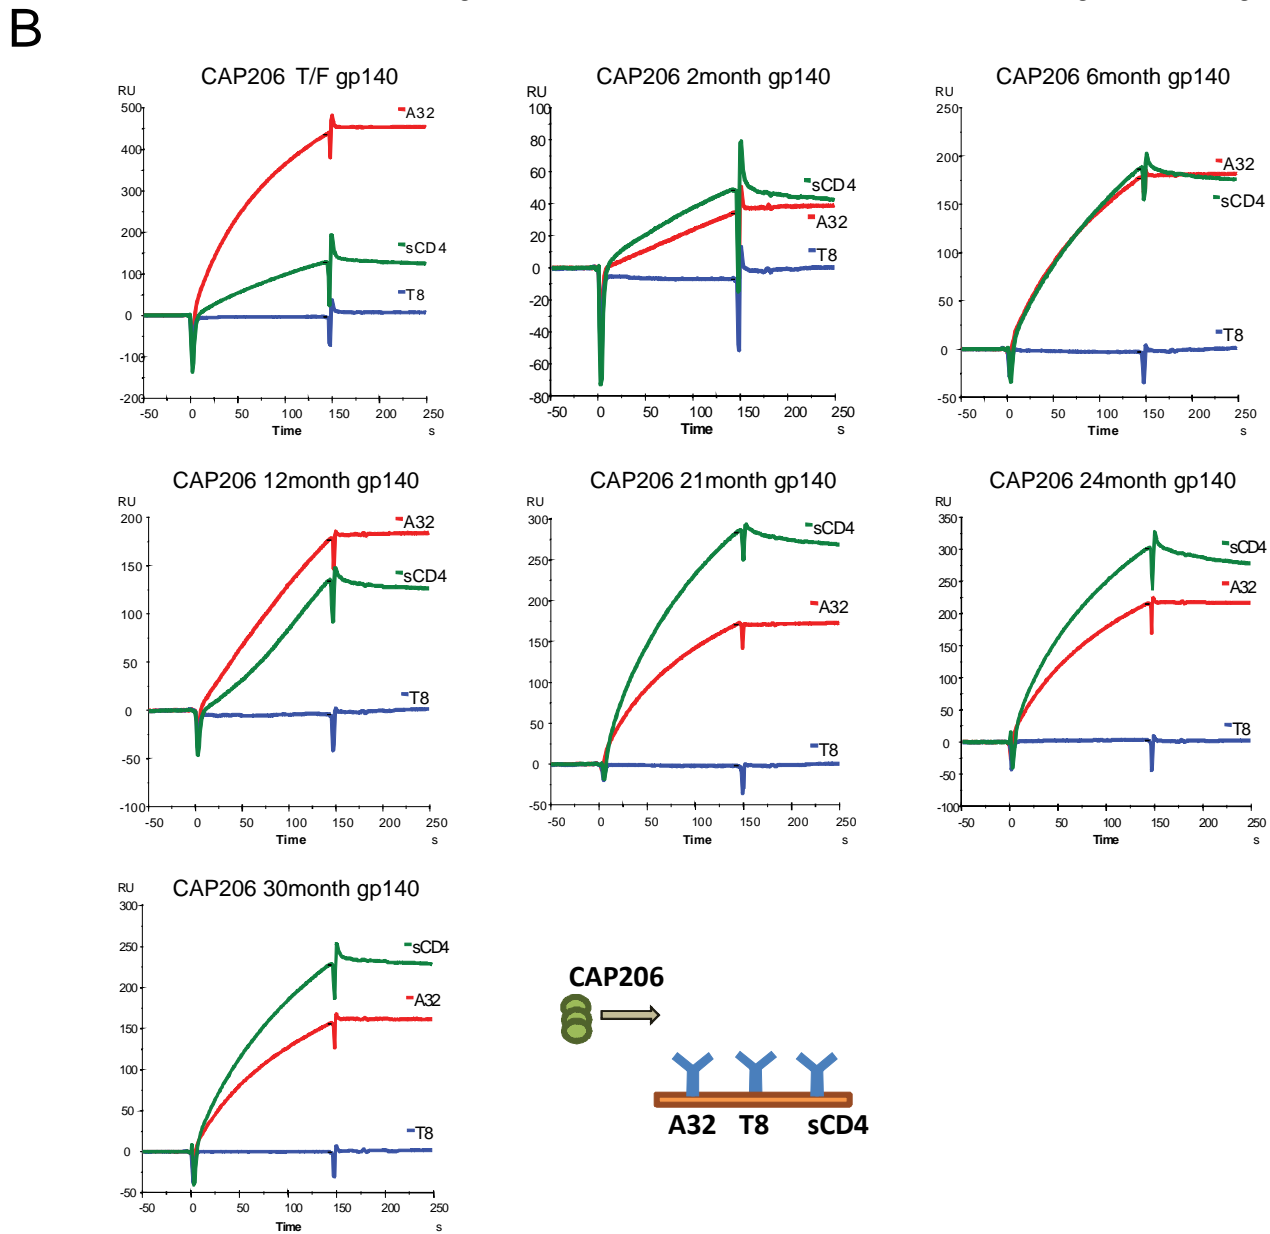 B
CAP206 T/F gp140
RU
500
400
300
200
100
0
-100
-200
-50 0 50 100 150 200 250
Time s
A32
sCD4
T8
CAP206 2month gp140
RU
100
80
60
40
20
0
-20
-40
-60
-80
-50 0 50 100 150 200 250
Time s
sCD4
A32
T8
CAP206 6month gp140
RU
250
200
150
100
50
0
-50
-50 0 50 100 150 200 250
Time s
A32
sCD4
T8
CAP206 12month gp140
RU
200
150
100
50
0
-50
-100
-50 0 50 100 150 200 250
Time s
A32
sCD4
T8
CAP206 21month gp140
RU
300
250
200
150
100
50
0
-50
-50 0 50 100 150 200 250
Time s
sCD4
A32
T8
CAP206 24month gp140
RU
350
300
250
200
150
100
50
0
-50
-100
-50 0 50 100 150 200 250
Time s
sCD4
A32
T8
CAP206 30month gp140
RU
300
250
200
150
100
50
0
-50
-50 0 50 100 150 200 250
Time s
sCD4
A32
T8
CAP206
A32 T8 sCD4